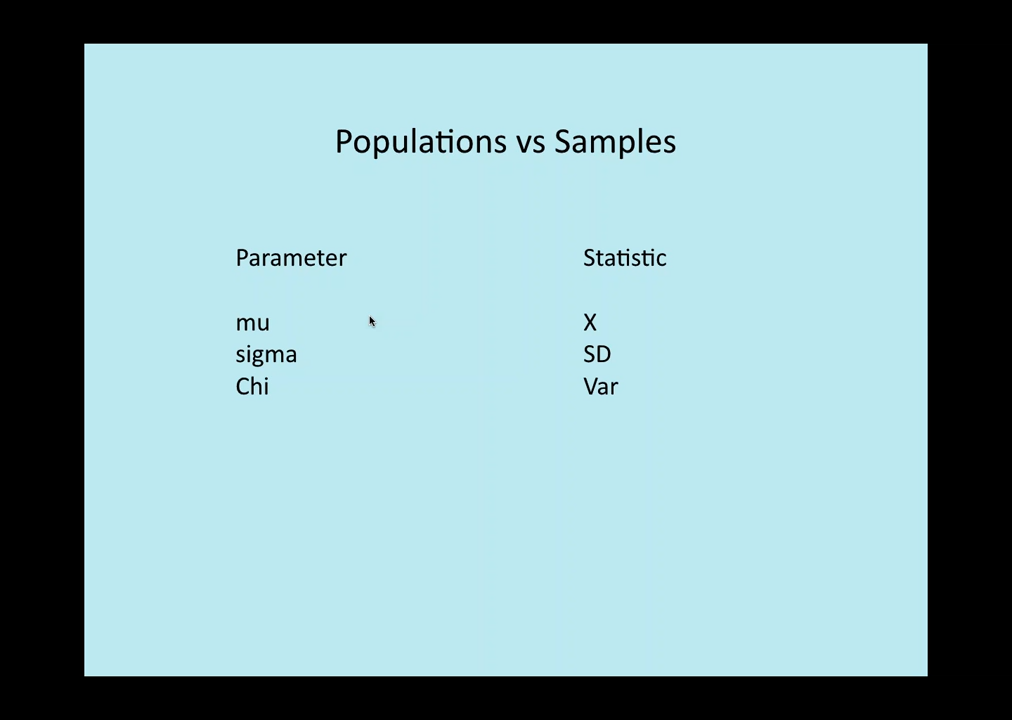 Populations vs Samples
Parameter
Statistic
mu
X
sigma
SD
Chi
Var